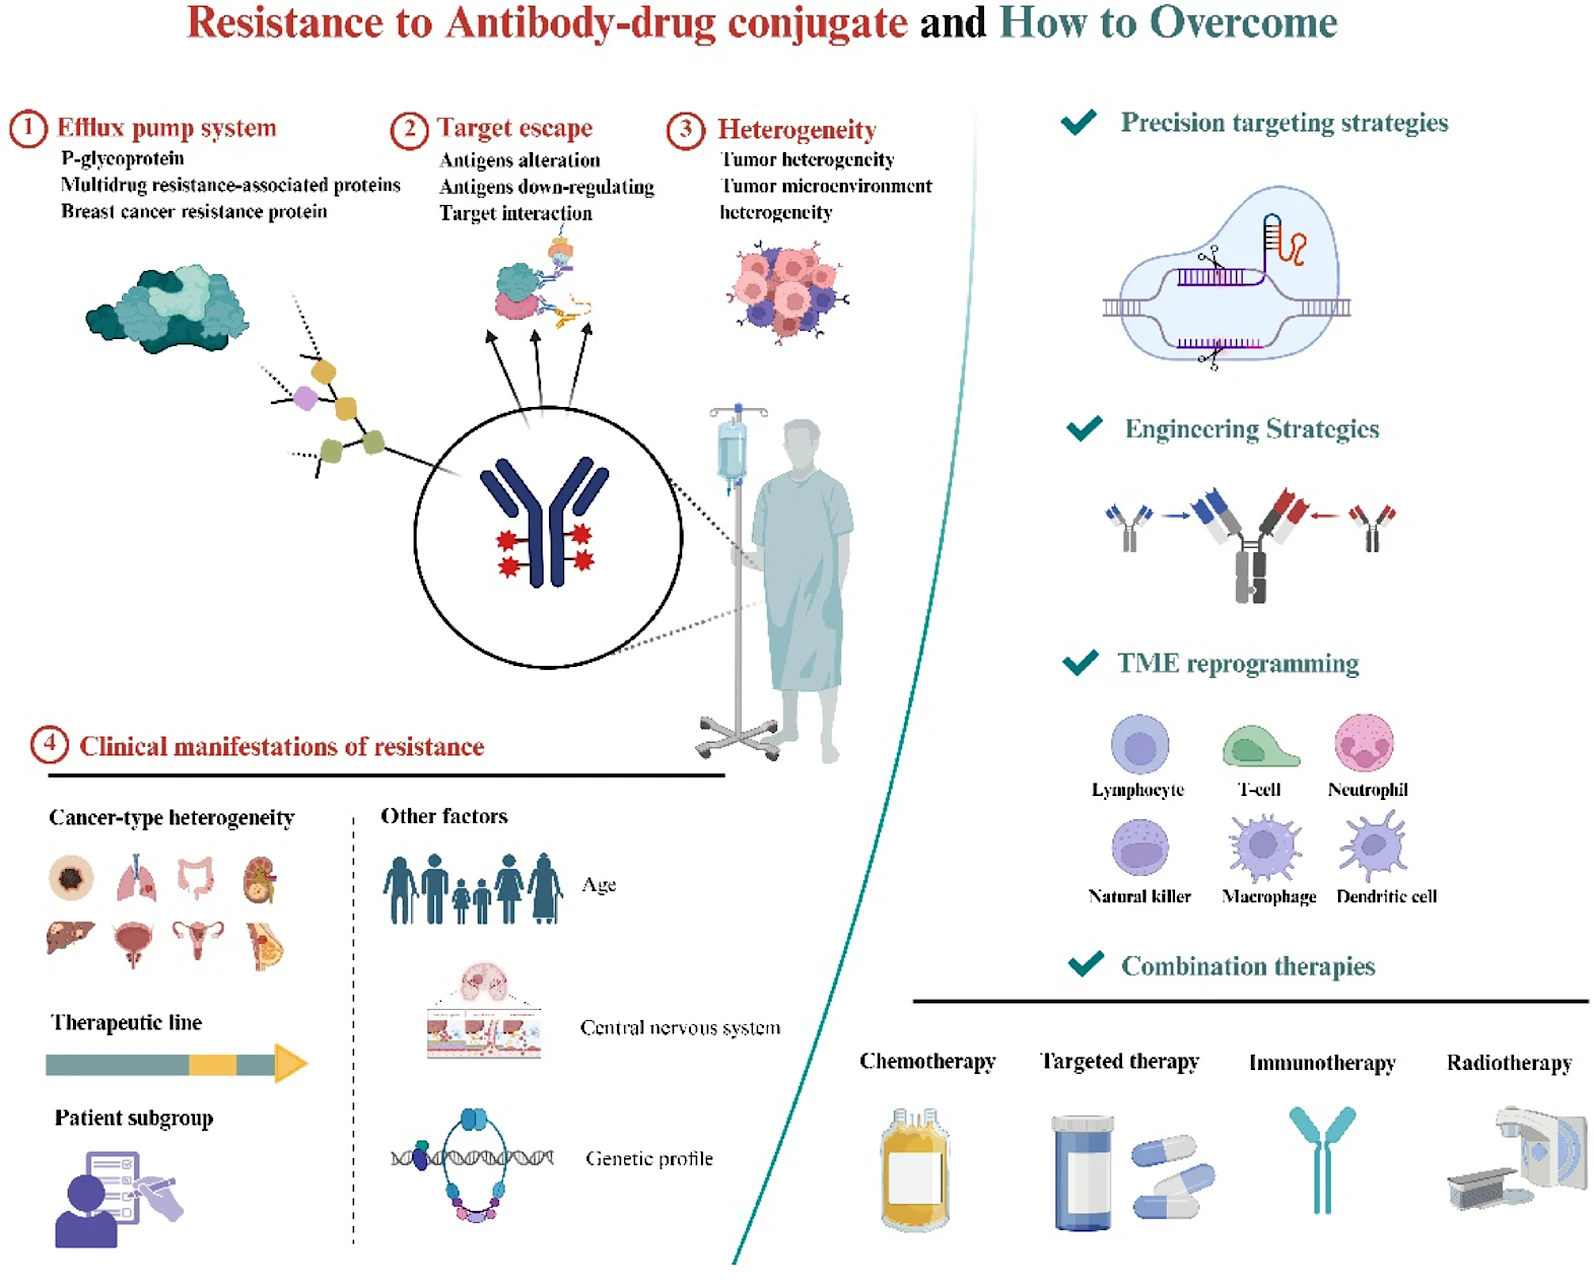 Resistance to Antibody-drug conjugate and How to Overcome
1 Efflux pump system
P-glycoprotein
Multidrug resistance-associated proteins
Breast cancer resistance protein
2 Target escape
Antigens alteration
Antigens down-regulating
Target interaction
3 Heterogeneity
Tumor heterogeneity
Tumor microenvironment
heterogeneity
4 Clinical manifestations of resistance
Cancer-type heterogeneity
Therapeutic line
Patient subgroup
Other factors
Age
Central nervous system
Genetic profile
Precision targeting strategies
Engineering Strategies
TME reprogramming
Lymphocyte
T-cell
Neutrophil
Natural killer
Macrophage
Dendritic cell
Combination therapies
Chemotherapy
Targeted therapy
Immunotherapy
Radiotherapy